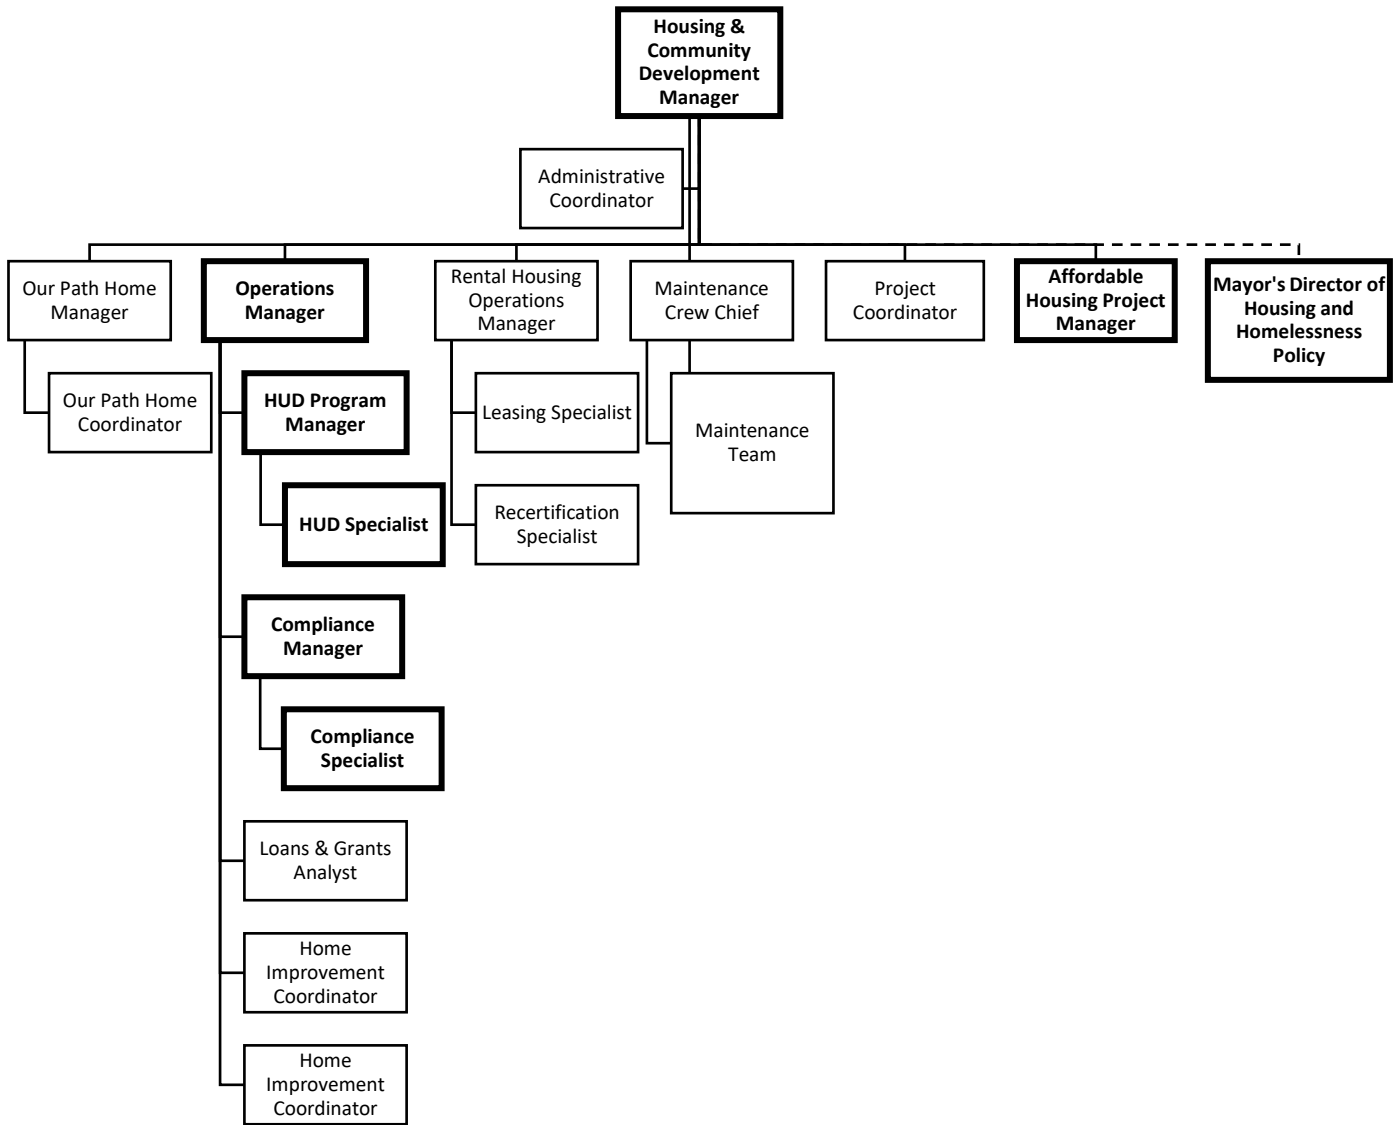 Housing &
Community
Development
Manager
Administrative
Coordinator
Our Path Home
Manager
Operations
Manager
Rental Housing
Operations
Manager
Maintenance
Crew Chief
Project
Coordinator
Affordable
Housing Project
Manager
Mayor's Director of
Housing and
Homelessness
Policy
Our Path Home
Coordinator
HUD Program
Manager
Leasing Specialist
Maintenance
Team
HUD Specialist
Recertification
Specialist
Compliance
Manager
Compliance
Specialist
Loans & Grants
Analyst
Home
Improvement
Coordinator
Home
Improvement
Coordinator